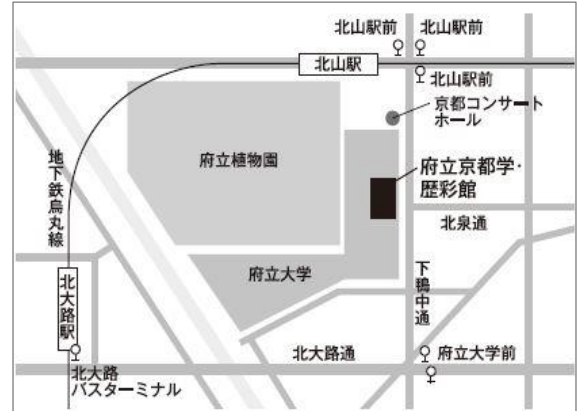 北山駅前
北山駅前
北山駅
北山駅前
京都コンサート
ホール
府立植物園
府立京都学・
歴彩館
地下鉄烏丸線
北泉通
府立大学
下鴨中通
北大路駅
北大路通
府立大学前
北大路
バスターミナル